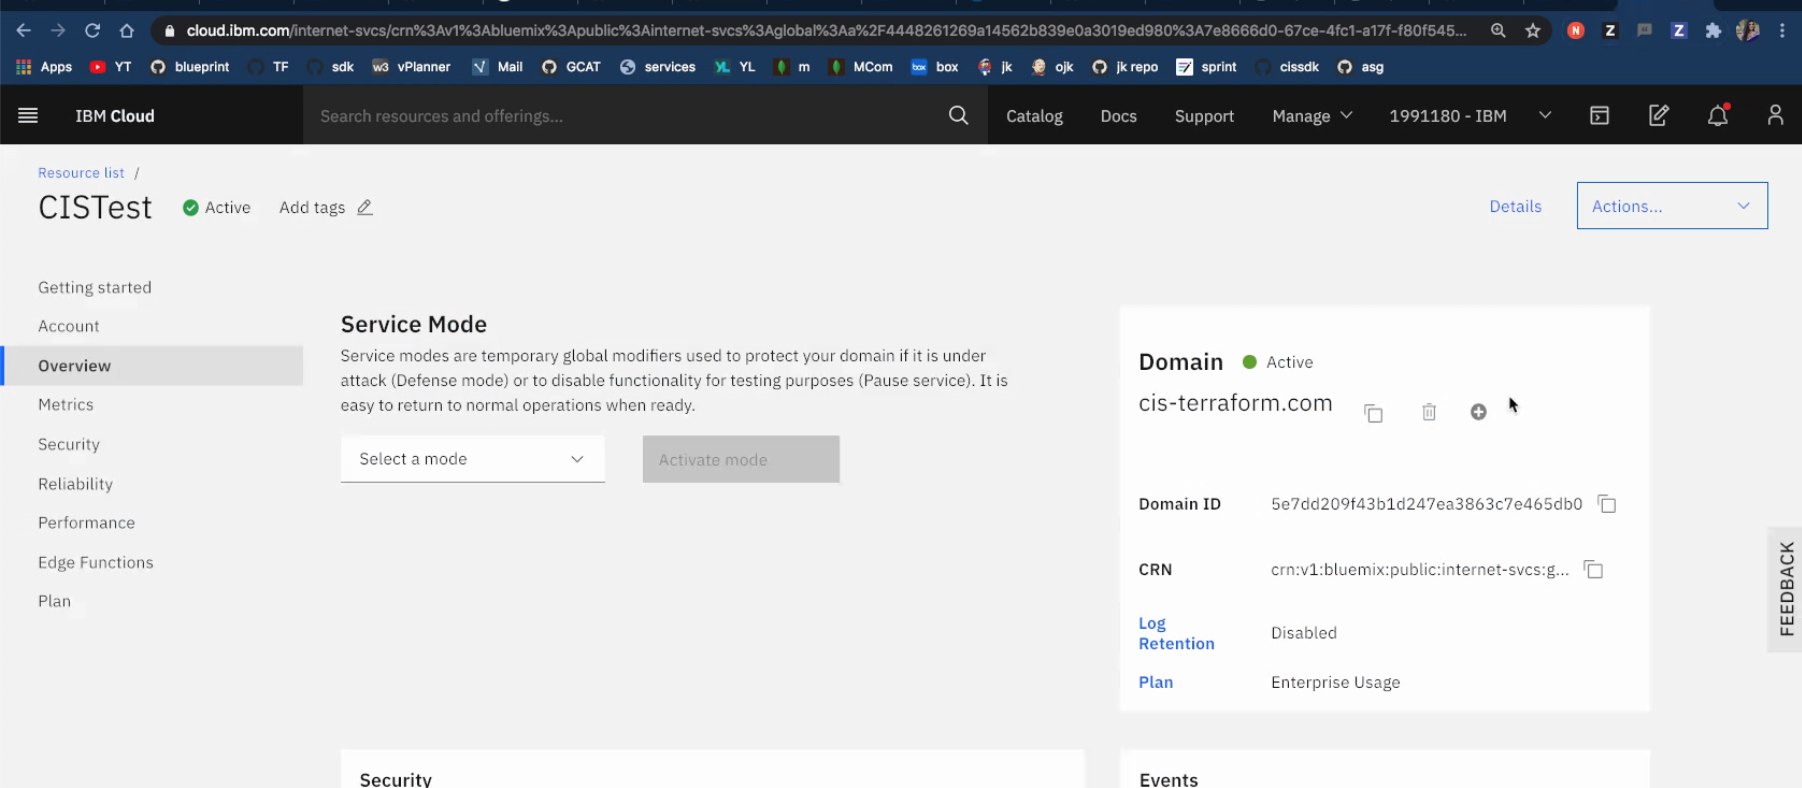 cloud.ibm.com/internet-svcs/crn%3Av1%3Abluemix%3Apublic%3Ainternet-svcs%3Aglobal%3Aa%2F4448261269a14562b839e0a3019ed980%3A7e8666d0-67ce-4fc1-a17f-f80f545...
Apps YT blueprint TF sdk vPlanner Mail GCAT services YL m MCom box jk ojk jk repo sprint cissdk asg
IBM Cloud Search resources and offerings... Catalog Docs Support Manage 1991180 - IBM
Resource list /
CISTest Active Add tags Details Actions...
Getting started
Account
Overview
Metrics
Security
Reliability
Performance
Edge Functions
Plan
Service Mode
Service modes are temporary global modifiers used to protect your domain if it is under
attack (Defense mode) or to disable functionality for testing purposes (Pause service). It is
easy to return to normal operations when ready.
Select a mode Activate mode
Domain Active
cis-terraform.com
Domain ID 5e7dd209f43b1d247ea3863c7e465db0
CRN crn:v1:bluemix:public:internet-svcs:g...
Log
Retention Disabled
Plan Enterprise Usage
FEEDBACK
Security
Events